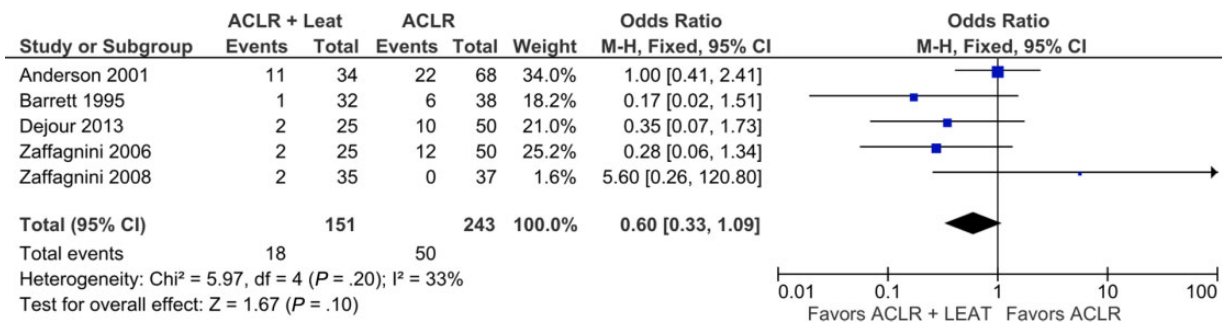 ACLR + Leat ACLR Odds Ratio Odds Ratio
Study or Subgroup Events Total Events Total Weight M-H, Fixed, 95% CI M-H, Fixed, 95% CI
Anderson 2001 11 34 22 68 34.0% 1.00 [0.41, 2.41]
Barrett 1995 1 32 6 38 18.2% 0.17 [0.02, 1.51]
Dejour 2013 2 25 10 50 21.0% 0.35 [0.07, 1.73]
Zaffagnini 2006 2 25 12 50 25.2% 0.28 [0.06, 1.34]
Zaffagnini 2008 2 35 0 37 1.6% 5.60 [0.26, 120.80]
Total (95% CI) 151 243 100.0% 0.60 [0.33, 1.09]
Total events 18 50
Heterogeneity: Chi² = 5.97, df = 4 (P = .20); I² = 33%
Test for overall effect: Z = 1.67 (P = .10)
0.01 0.1 1 10 100
Favors ACLR + LEAT Favors ACLR